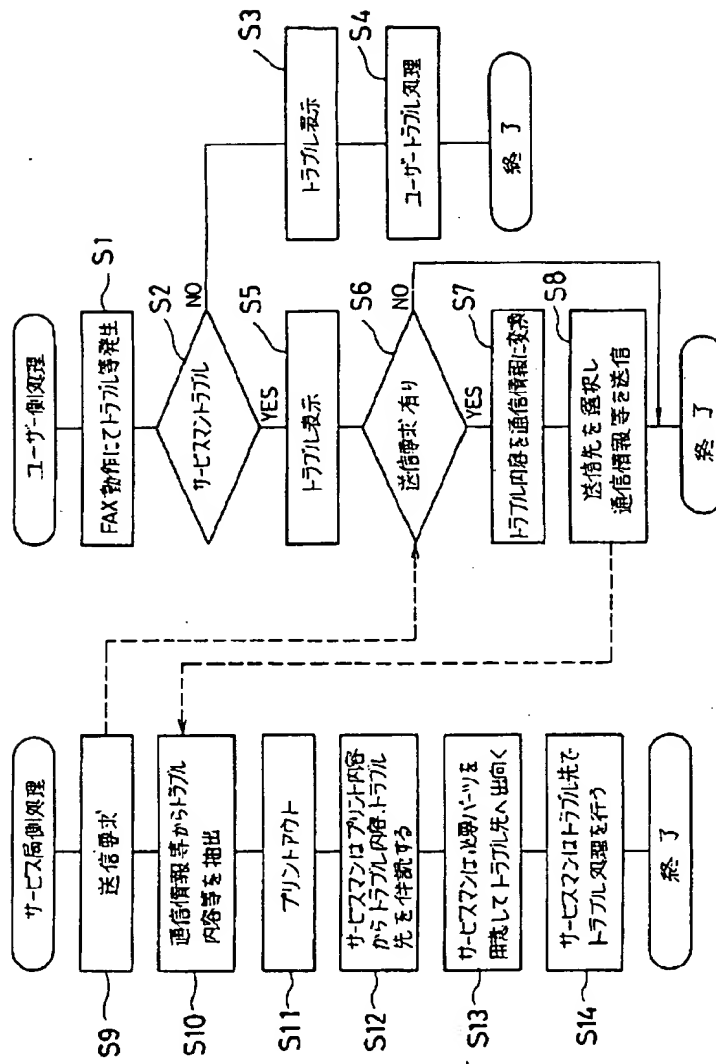 ユーザー側処理
S1
FAX動作にてトラブル等発生
S2
サービスマントラブル
NO
YES
S3
トラブル表示
S4
ユーザートラブル処理
終了
S5
トラブル表示
S6
送信要求有り
NO
YES
S7
トラブル内容を通信情報に変換
S8
送信先を選択し
通信情報等を送信
終了
サービス局側処理
S9
送信要求
S10
通信情報等からトラブル
内容等を抽出
S11
プリントアウト
S12
サービスマンはプリント内容
からトラブル内容、トラブル
先を
する
S13
サービスマンは必要パーツを
用意してトラブル先へ出向く
S14
サービスマンはトラブル先で
トラブル処理を行う
終了